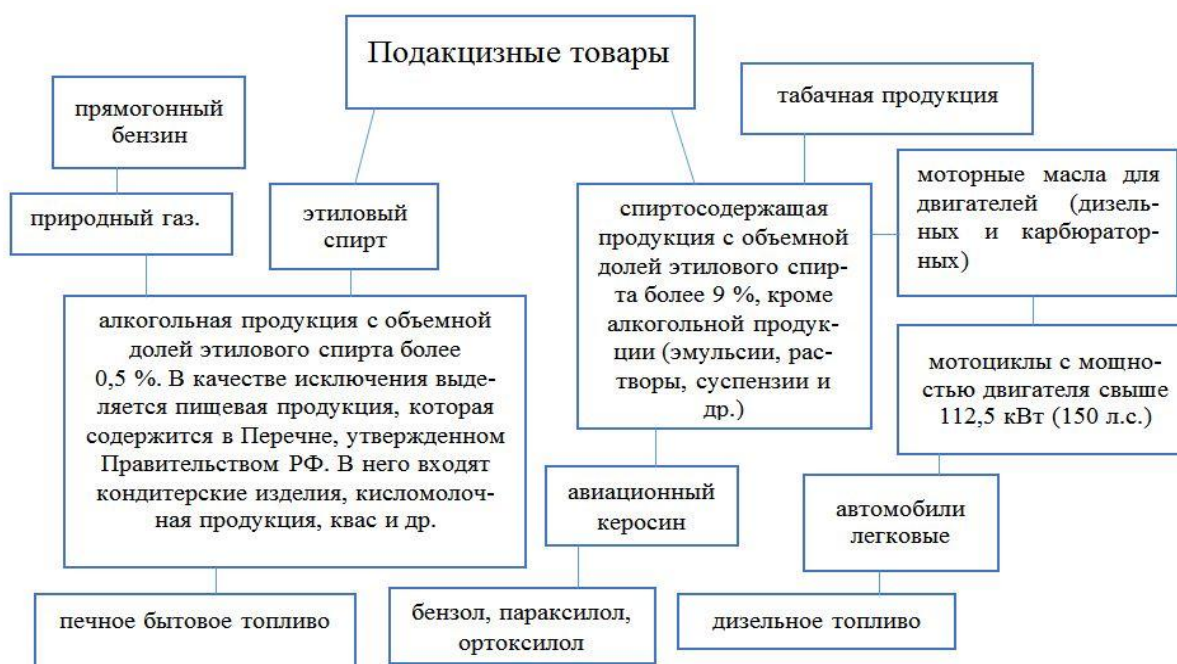 Подакцизные товары
прямогонный
бензин
табачная продукция
природный газ.
этиловый
спирт
спиртосодержащая
продукция с объемной
долей этилового спир-
та более 9 %, кроме
алкогольной продук-
ции (эмульсии, рас-
творы, суспензии и
др.)
моторные масла для
двигателей (дизель-
ных и карбюратор-
ных)
алкогольная продукция с объемной
долей этилового спирта более
0,5 %. В качестве исключения выде-
ляется пищевая продукция, которая
содержится в Перечне, утвержденном
Правительством РФ. В него входят
кондитерские изделия, кисломолоч-
ная продукция, квас и др.
мотоциклы с мощно-
стью двигателя свыше
112,5 кВт (150 л.с.)
авиационный
керосин
автомобили
легковые
печное бытовое топливо
бензол, параксилол,
ортоксилол
дизельное топливо